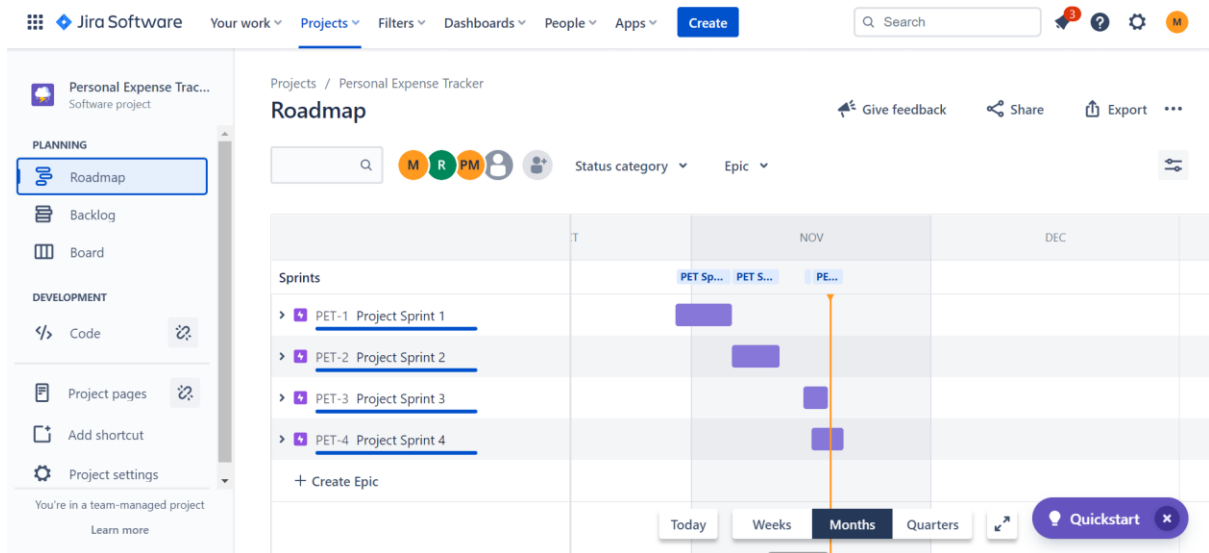 Jira Software Your work Projects Filters Dashboards People Apps Create Search 3 M
Personal Expense Trac...
Software project
PLANNING
Roadmap
Backlog
Board
DEVELOPMENT
Code
Project pages
Add shortcut
Project settings
You're in a team-managed project
Learn more
Projects / Personal Expense Tracker
Roadmap Give feedback Share Export
M R PM Status category Epic
T NOV DEC
Sprints PET Sp... PET S... PE...
PET-1 Project Sprint 1
PET-2 Project Sprint 2
PET-3 Project Sprint 3
PET-4 Project Sprint 4
+ Create Epic
Today Weeks Months Quarters Quickstart